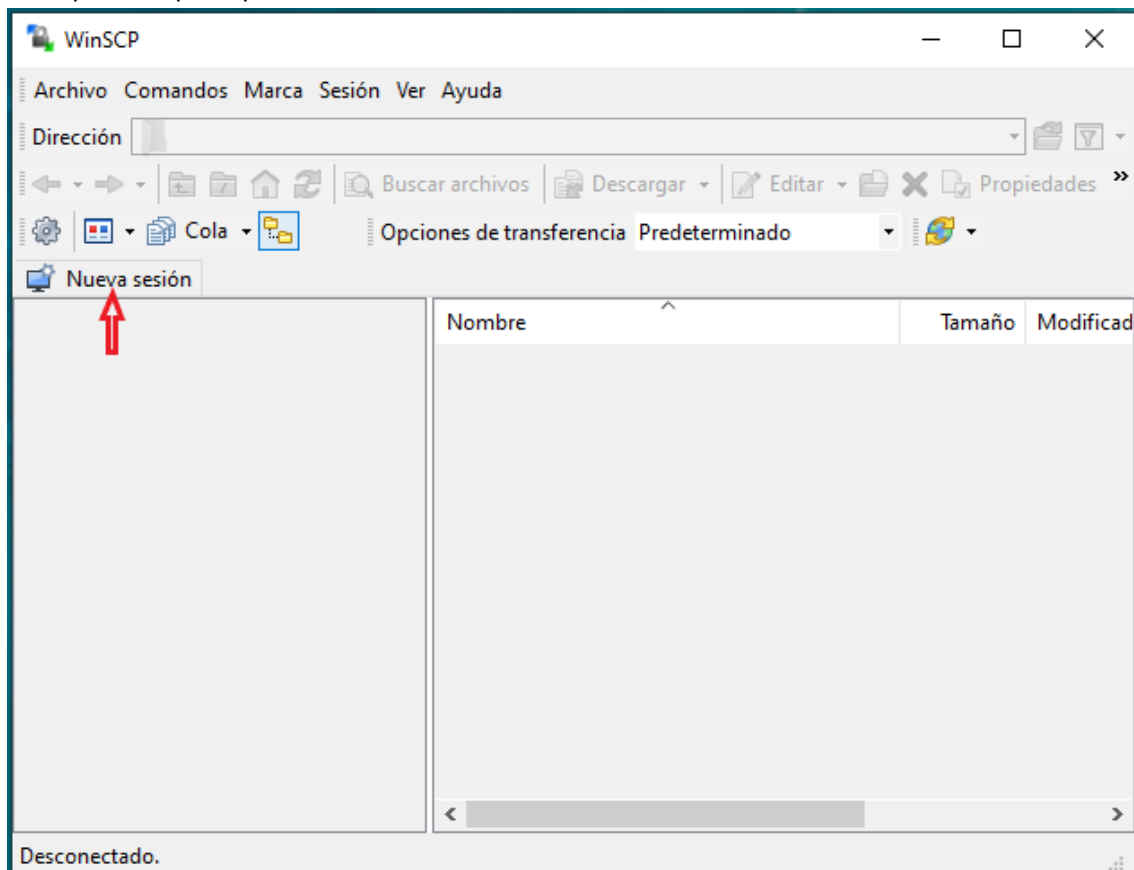 WinSCP
Archivo Comandos Marca Sesión Ver Ayuda
Dirección
Buscar archivos Descargar Editar Propiedades »
Cola Opciones de transferencia Predeterminado
Nueva sesión
Nombre Tamaño Modificad
Desconectado.